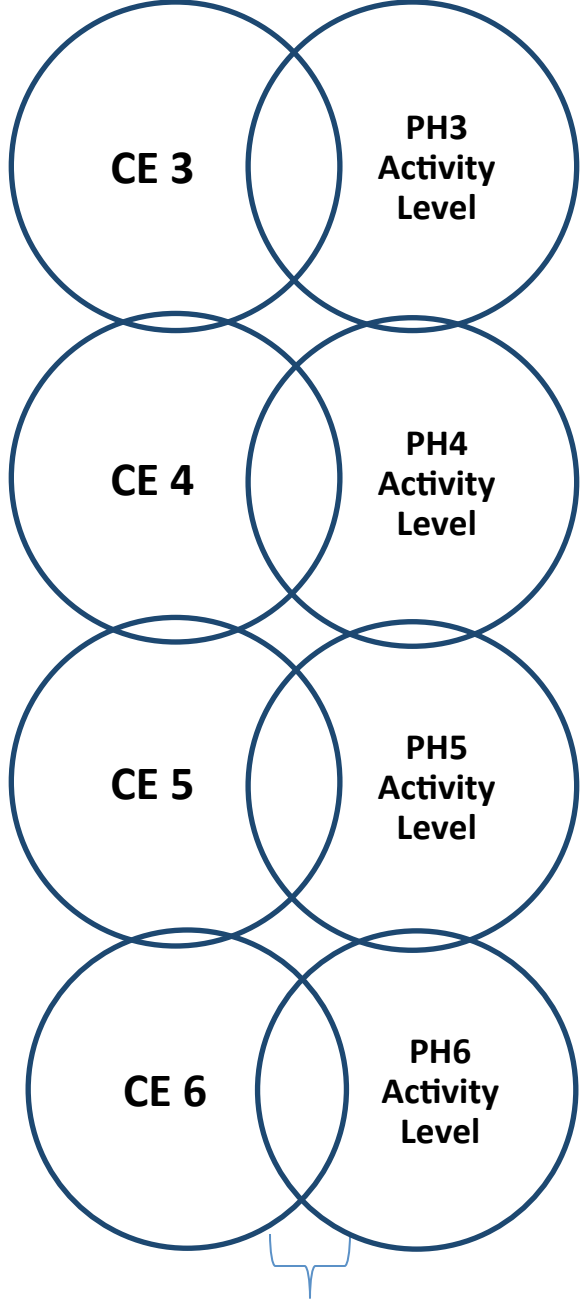 CE 3
PH3
Activity
Level
CE 4
PH4
Activity
Level
CE 5
PH5
Activity
Level
CE 6
PH6
Activity
Level